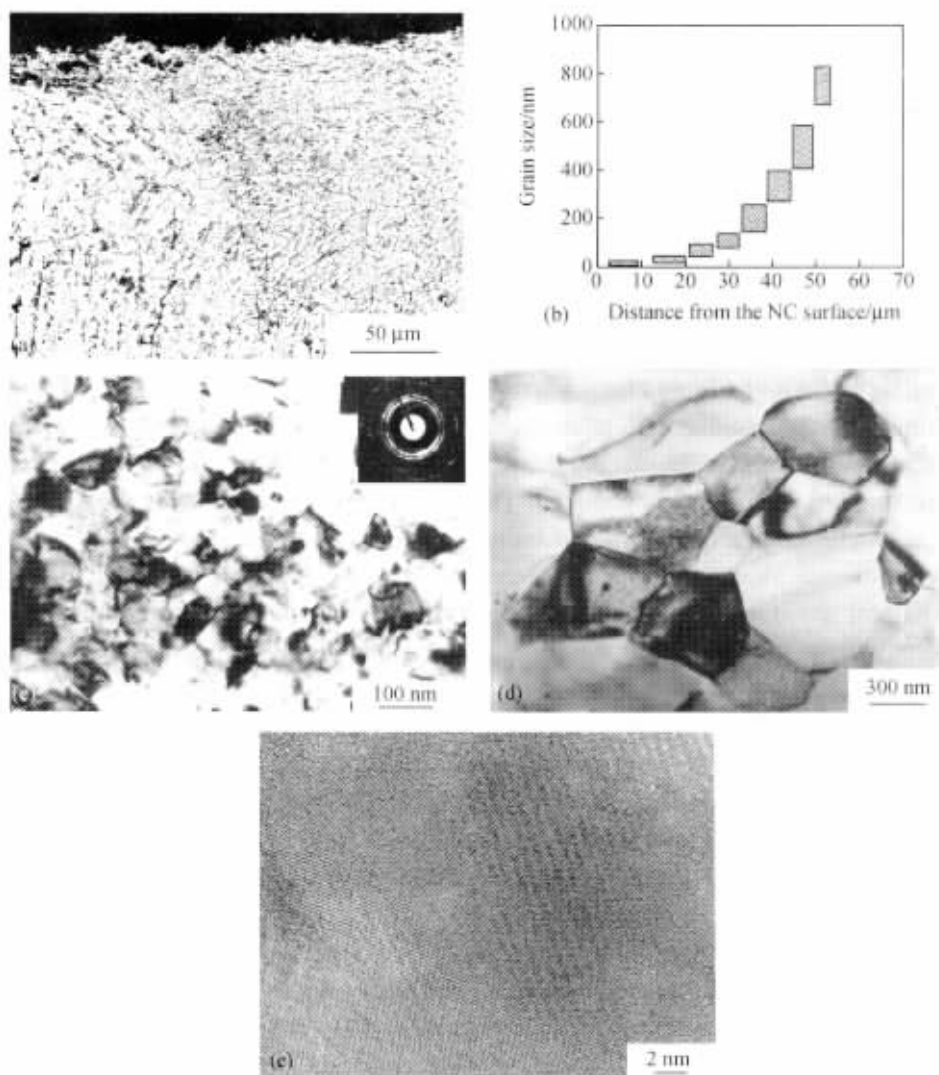 1000
800
600
400
200
0
Grain size/nm
0 10 20 30 40 50 60 70
(b) Distance from the NC surface/μm
50 μm
(c)
100 nm
(d)
300 nm
(e)
2 nm